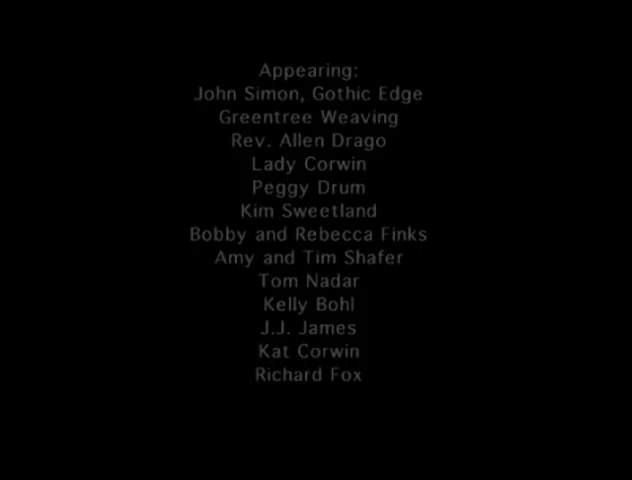 Appearing:
John Simon, Gothic Edge
Greentree Weaving
Rev. Allen Drago
Lady Corwin
Peggy Drum
Kim Sweetland
Bobby and Rebecca Finks
Amy and Tim Shafer
Tom Nadar
Kelly Bohl
J.J. James
Kat Corwin
Richard Fox